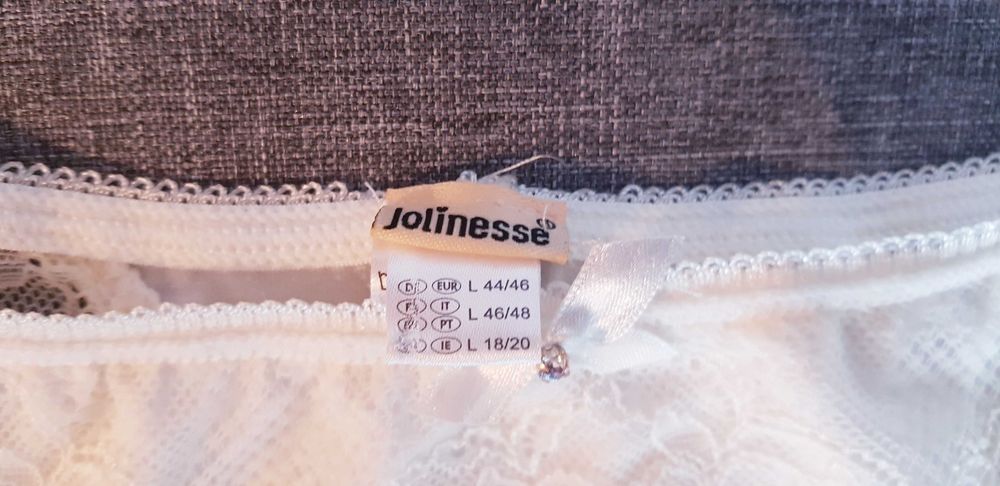 Jolinesse
D EUR L 44/46
F IT
L 46/48
PT
IE L 18/20